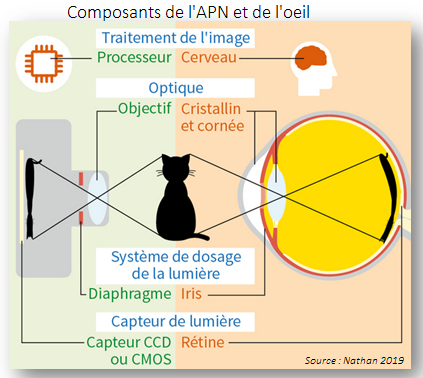 Composants de l'APN et de l'oeil
Traitement de l'image
Processeur Cerveau
Optique
Objectif Cristallin
et cornée
Système de dosage
de la lumière
Diaphragme Iris
Capteur de lumière
Capteur CCD Rétine
ou CMOS
Source : Nathan 2019